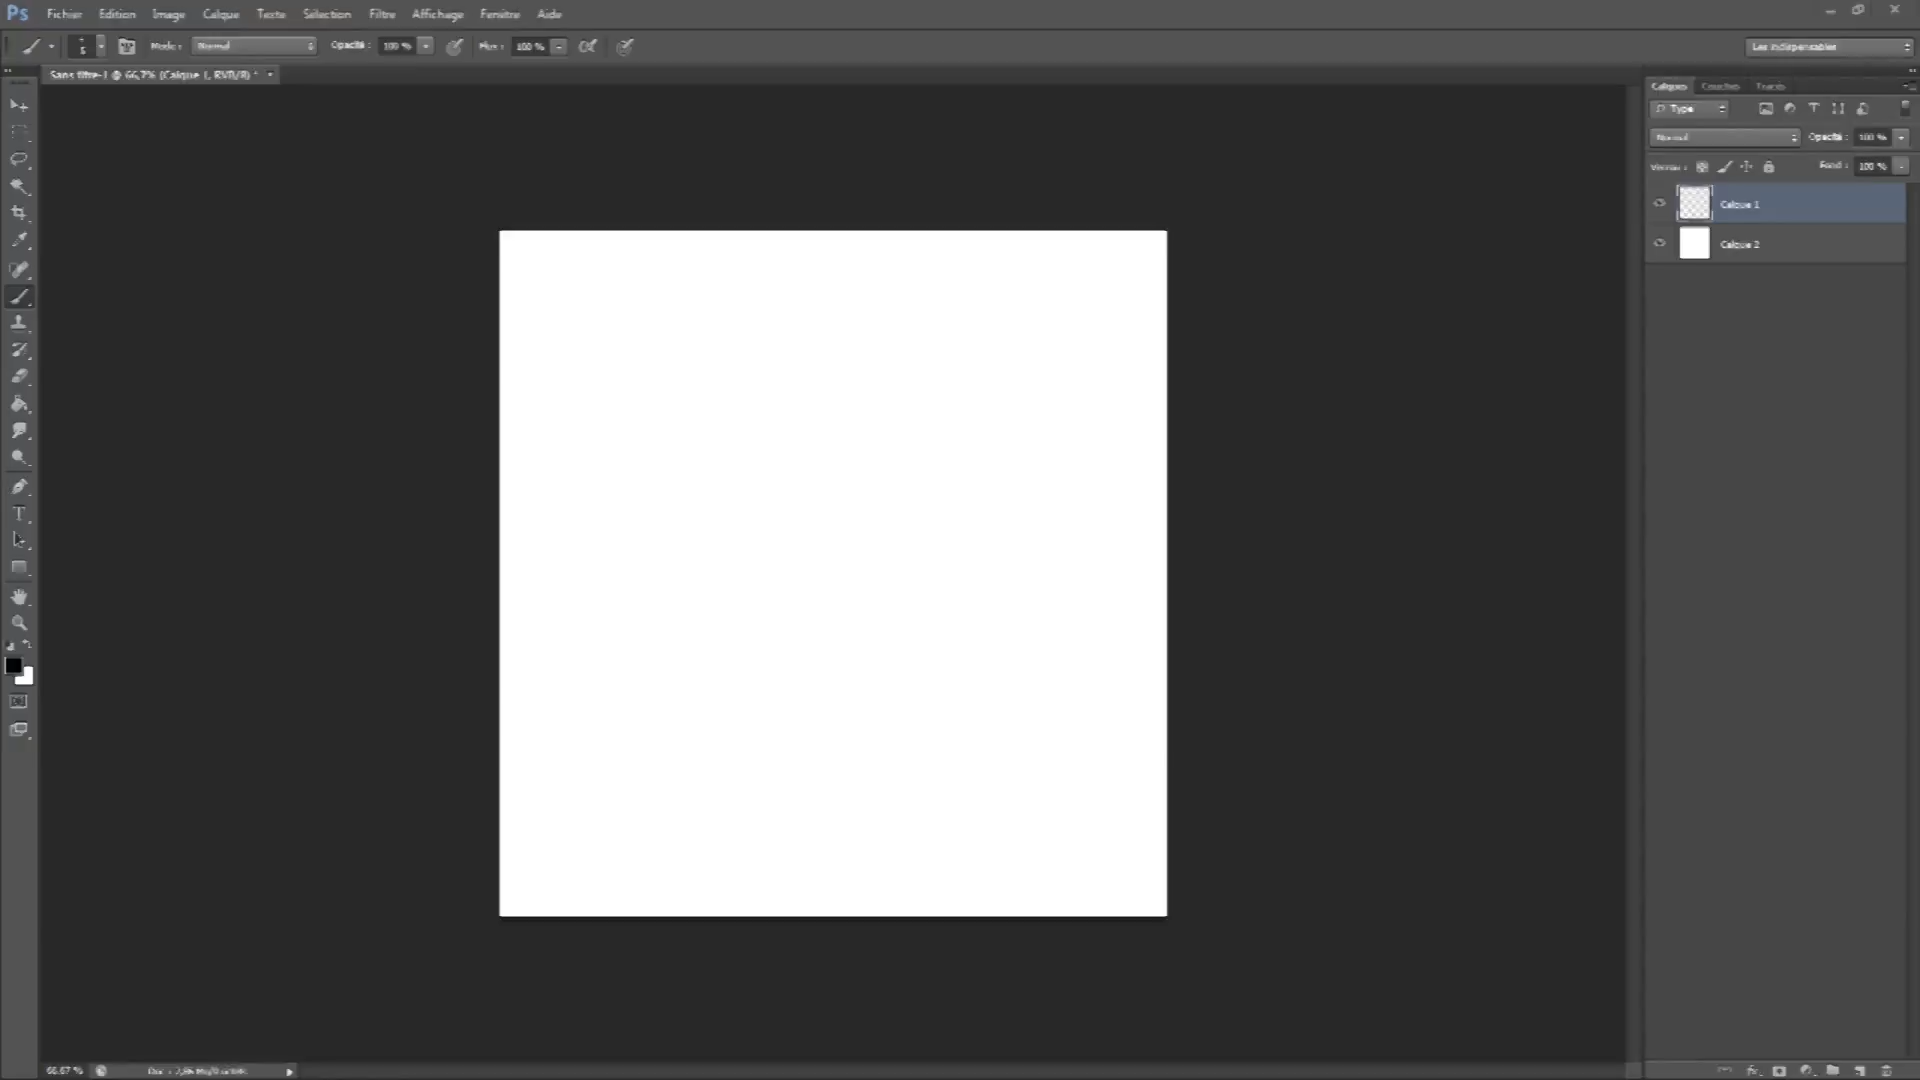 Ps Fichier Edition Image Calque Texte Sélection Filtre Affichage Fenêtre Aide
5 Mode : Normal Opacité : 100 % Flux : 100 % Les indispensables
Sans titre-1 @ 66,7% (Calque 1, RVB/8) *
Calques Couches Tracés
Type
Normal Opacité : 100 %
Verrou : Fond : 100 %
Calque 1
Calque 2
T
66,67 %